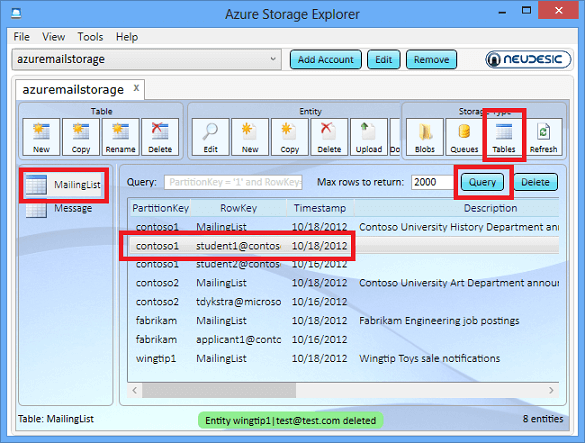 Azure Storage Explorer
File View Tools Help
azuremailstorage Add Account Edit Remove NEUDESIC
azuremailstorage x
Table Entity Storage Type
New Copy Rename Delete Edit New Copy Delete Upload Do Blobs Queues Tables Refresh
MailingList
Message
Query: PartitionKey = '1' and RowKey= Max rows to return: 2000 Query Delete
PartitionKey RowKey Timestamp Description
contoso1 MailingList 10/18/2012 Contoso University History Department ann
contoso1 student1@contos 10/18/2012
contoso1 student2@contos 10/16/2012
contoso2 MailingList 10/18/2012 Contoso University Art Department announ
contoso2 tdykstra@microso 10/16/2012
fabrikam MailingList 10/18/2012 Fabrikam Engineering job postings
fabrikam applicant1@conto 10/16/2012
wingtip1 MailingList 10/18/2012 Wingtip Toys sale notifications
Table: MailingList Entity wingtip1|test@test.com deleted 8 entities